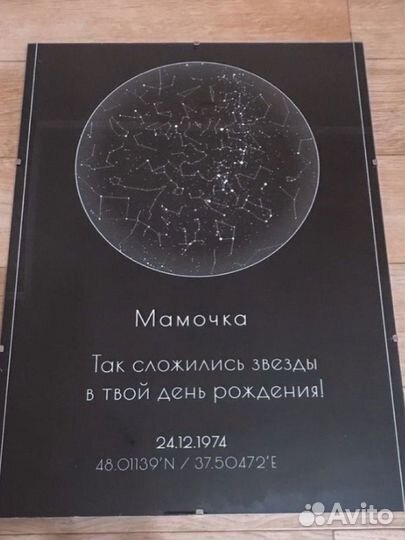 Мамочка
Так сложились звезды
в твой день рождения!
24.12.1974
48.01139'N / 37.50472'E
Avito